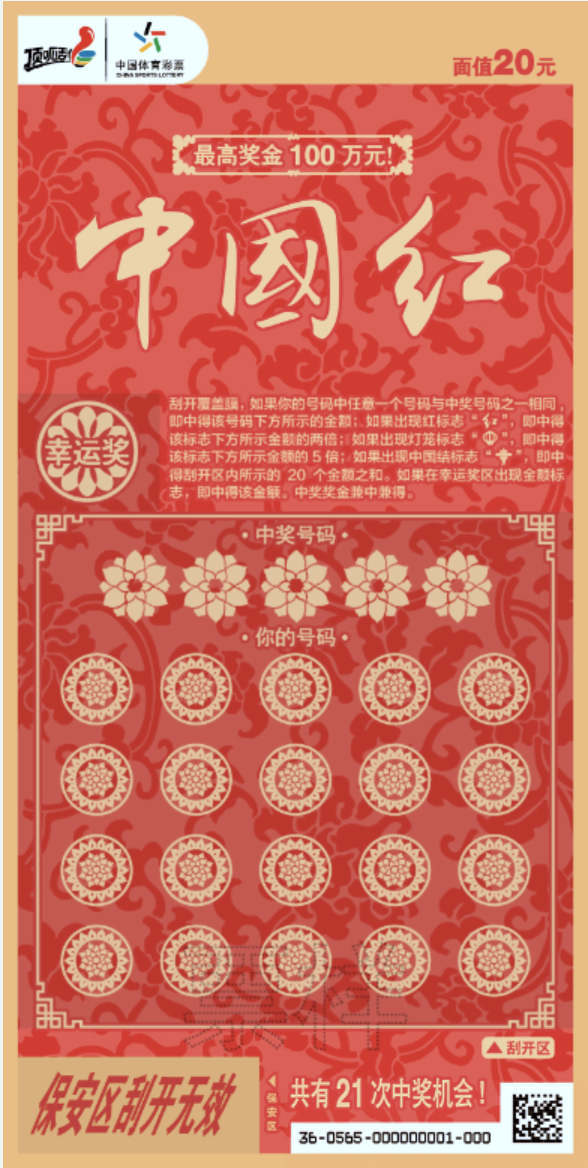 顶呱刮
中国体育彩票
CHINA SPORTS LOTTERY
面值20元
最高奖金 100 万元!
中國红
幸运奖
刮开覆盖膜，如果你的号码中任意一个号码与中奖号码之一相同，
即中得该号码下方所示的金额；如果出现红标志“红”，即中得
该标志下方所示金额的两倍；如果出现灯笼标志“”，即中得
该标志下方所示金额的5倍；如果出现中国结标志“”，即中
得刮开区内所示的 20 个金额之和。如果在幸运奖区出现金额标
志，即中得该金额。中奖奖金兼中兼得。
·中奖号码·
·你的号码·
票样
▲刮开区
保安区刮开无效
◀保安区
共有 21 次中奖机会！
36-0565-000000001-000